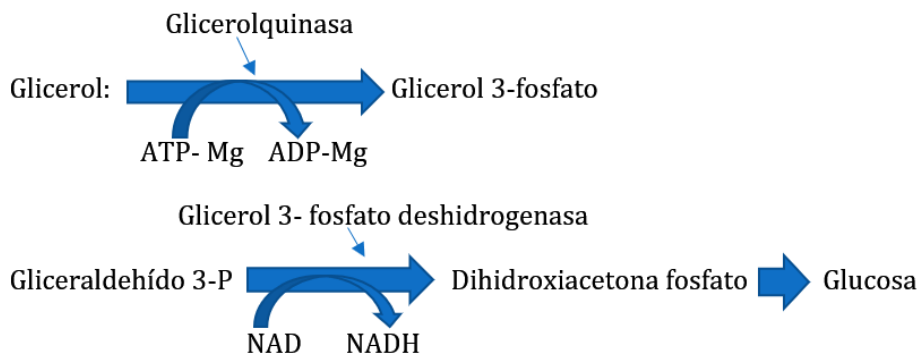 Glicerolquinasa
Glicerol: Glicerol 3-fosfato
ATP- Mg ADP-Mg
Glicerol 3- fosfato deshidrogenasa
Gliceraldehído 3-P Dihidroxiacetona fosfato Glucosa
NAD NADH